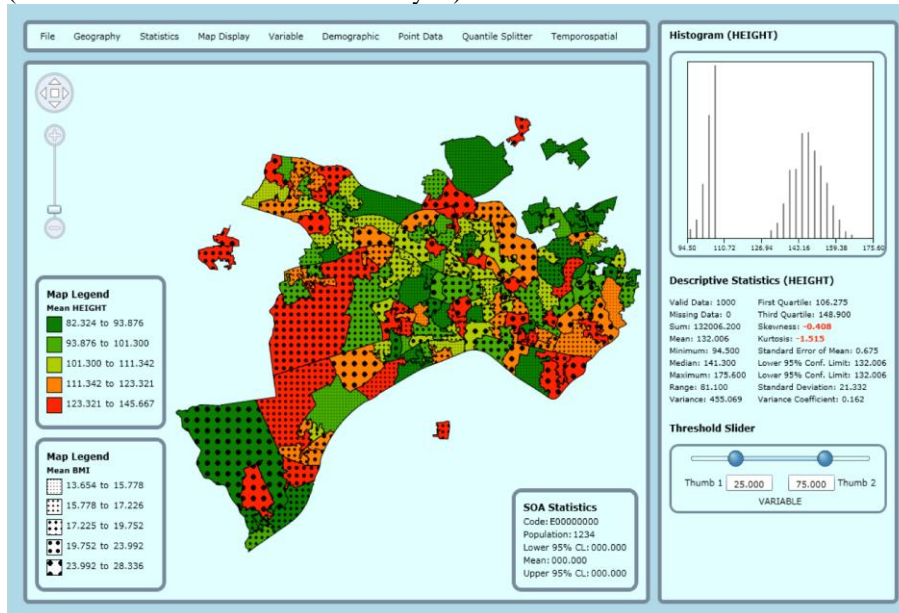 File Geography Statistics Map Display Variable Demographic Point Data Quantile Splitter Temporospatial
Map Legend
Mean HEIGHT
82.324 to 93.876
93.876 to 101.300
101.300 to 111.342
111.342 to 123.321
123.321 to 145.667
Map Legend
Mean BMI
13.654 to 15.778
15.778 to 17.226
17.225 to 19.752
19.752 to 23.992
23.992 to 28.336
SOA Statistics
Code: E00000000
Population: 1234
Lower 95% CL: 000.000
Mean: 000.000
Upper 95% CL: 000.000
Histogram (HEIGHT)
94.50 110.72 126.94 143.16 159.38 175.60
Descriptive Statistics (HEIGHT)
Valid Data: 1000 First Quartile: 106.275
Missing Data: 0 Third Quartile: 148.900
Sum: 132006.200 Skewness: -0.408
Mean: 132.006 Kurtosis: -1.515
Minimum: 94.500 Standard Error of Mean: 0.675
Median: 141.300 Lower 95% Conf. Limit: 132.006
Maximum: 175.600 Lower 95% Conf. Limit: 132.006
Range: 81.100 Standard Deviation: 21.332
Variance: 455.069 Variance Coefficient: 0.162
Threshold Slider
Thumb 1 25.000 75.000 Thumb 2
VARIABLE